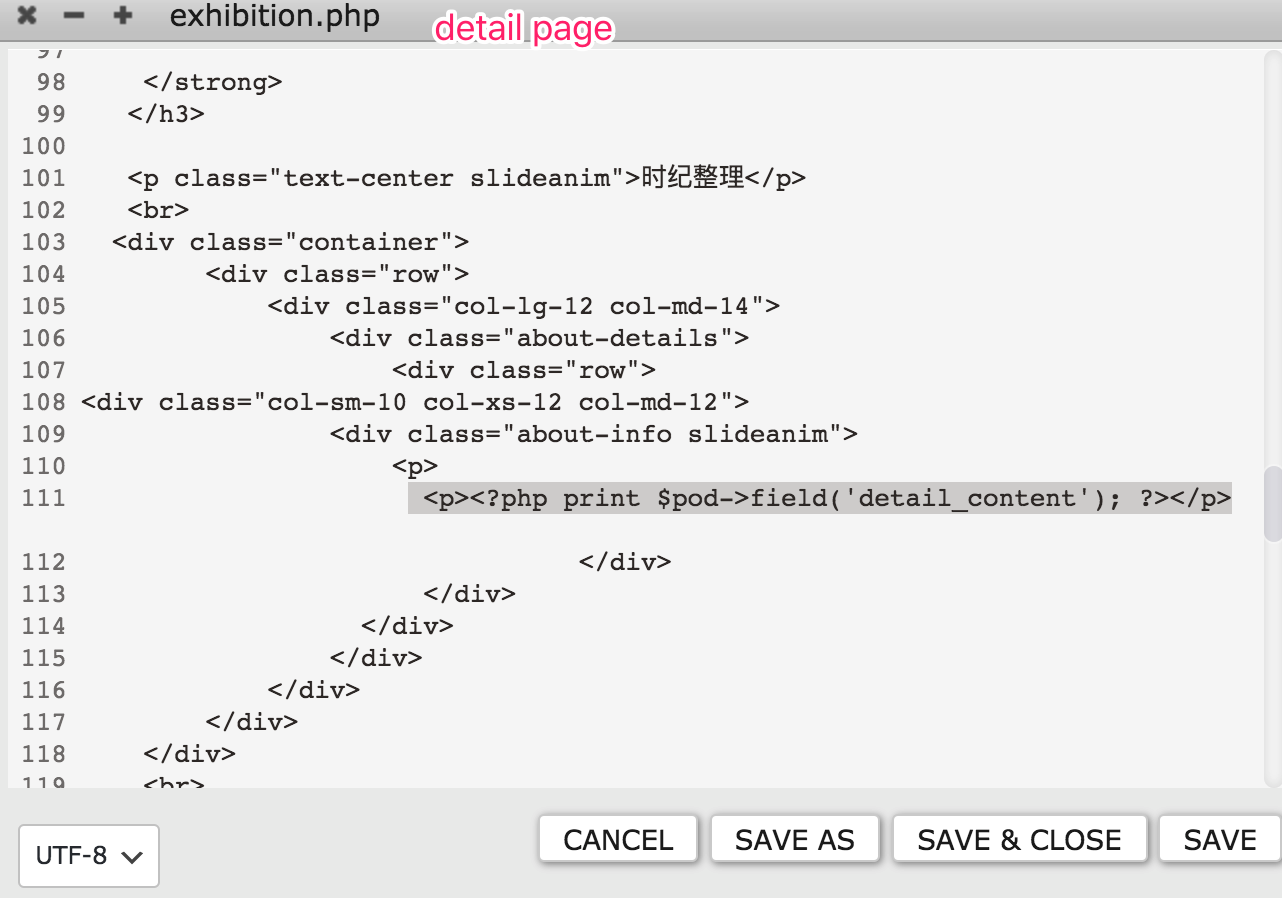 exhibition.php
detail page
97
98 </strong>
99 </h3>
100
101 <p class="text-center slideanim">时纪整理</p>
102 <br>
103 <div class="container">
104 <div class="row">
105 <div class="col-lg-12 col-md-14">
106 <div class="about-details">
107 <div class="row">
108 <div class="col-sm-10 col-xs-12 col-md-12">
109 <div class="about-info slideanim">
110 <p>
111 <p><?php print $pod->field('detail_content'); ?></p>
112 </div>
113 </div>
114 </div>
115 </div>
116 </div>
117 </div>
118 </div>
119 <br>
UTF-8
CANCEL
SAVE AS
SAVE & CLOSE
SAVE